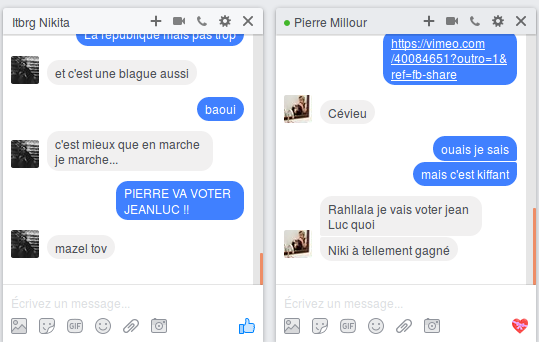 Itbrg Nikita
La république mais pas trop
et c'est une blague aussi
baoui
c'est mieux que en marche
je marche...
PIERRE VA VOTER
JEANLUC !!
mazel tov
Écrivez un message...
GIF
Pierre Millour
https://vimeo.com
/40084651?outro=1&
ref=fb-share
Cévieu
ouais je sais
mais c'est kiffant
Rahllala je vais voter jean
Luc quoi
Niki à tellement gagné
Écrivez un message...
GIF